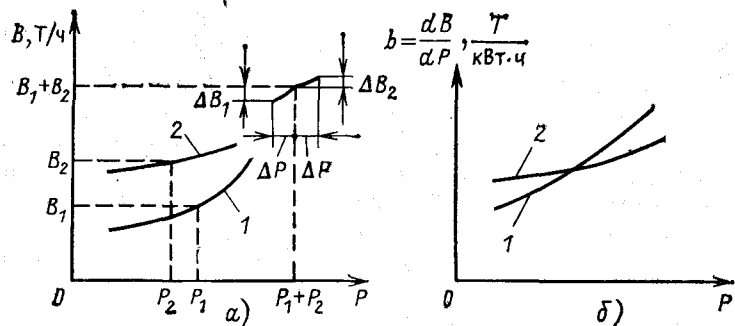 B, т/ч
B₁+B₂
ΔB₁
ΔB₂
2
B₂
ΔP ΔP
B₁
1
0 P₂ P₁ а) P₁+P₂ P
b = dB/dP, т/кВт·ч
2
1
0 б) P